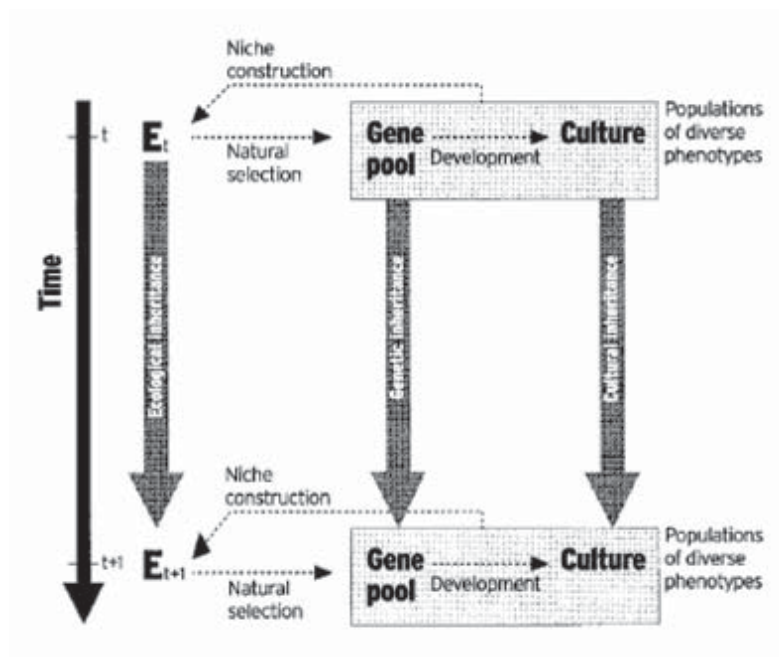 Niche
construction
Populations
of diverse
phenotypes
t
Et
Natural
selection
Gene
pool
Development
Culture
Time
Ecological inheritance
Genetic inheritance
Cultural inheritance
Niche
construction
Populations
of diverse
phenotypes
t+1
Et+1
Natural
selection
Gene
pool
Development
Culture